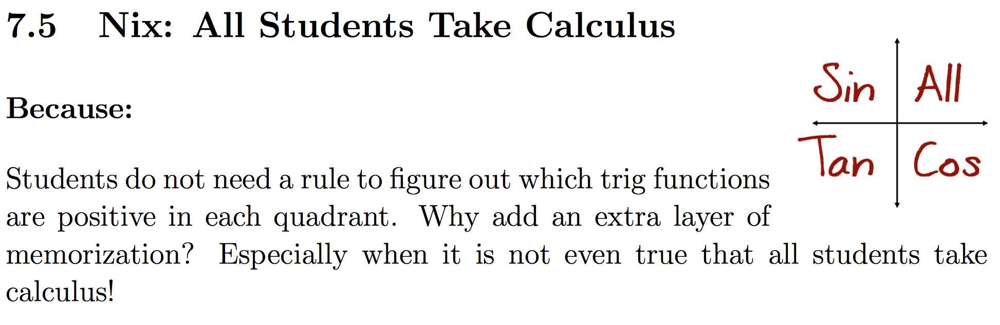 7.5 Nix: All Students Take Calculus
Sin All
Because:
Tan Cos
Students do not need a rule to figure out which trig functions
are positive in each quadrant. Why add an extra layer of
memorization? Especially when it is not even true that all students take
calculus!